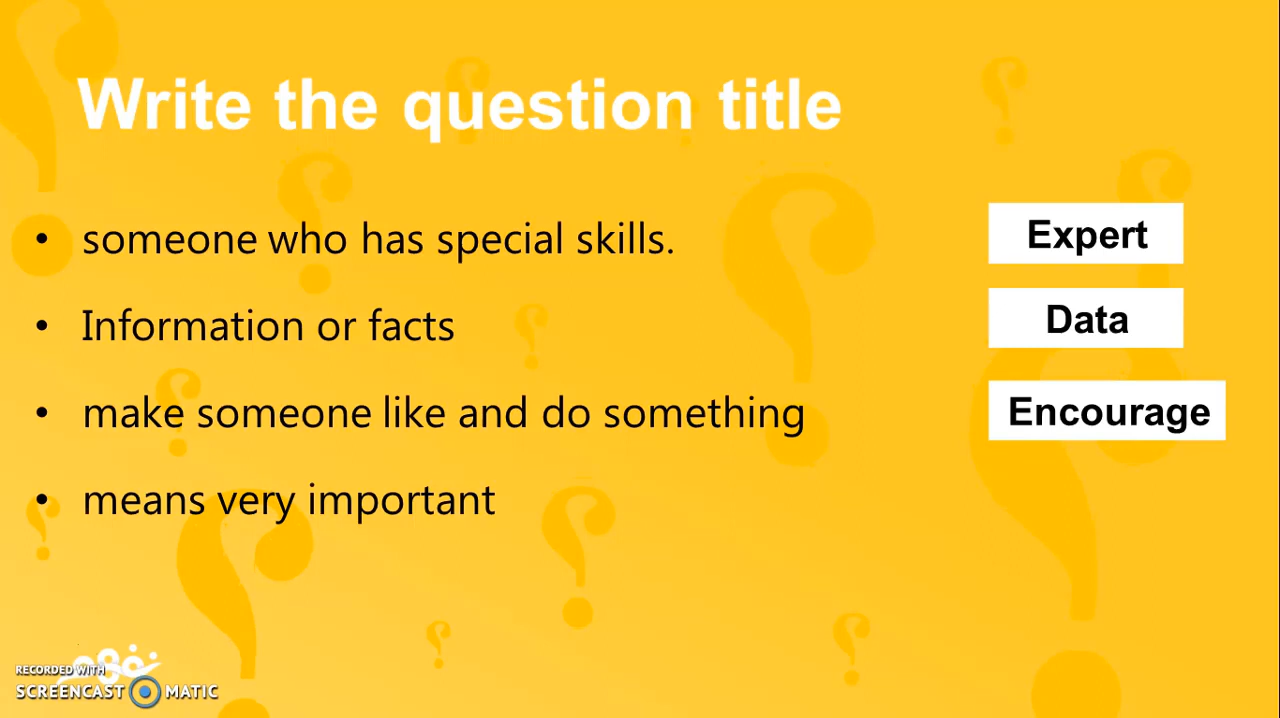 Write the question title
• someone who has special skills.
Expert
• Information or facts
Data
• make someone like and do something
Encourage
• means very important
RECORDED WITH
SCREENCAST MATIC